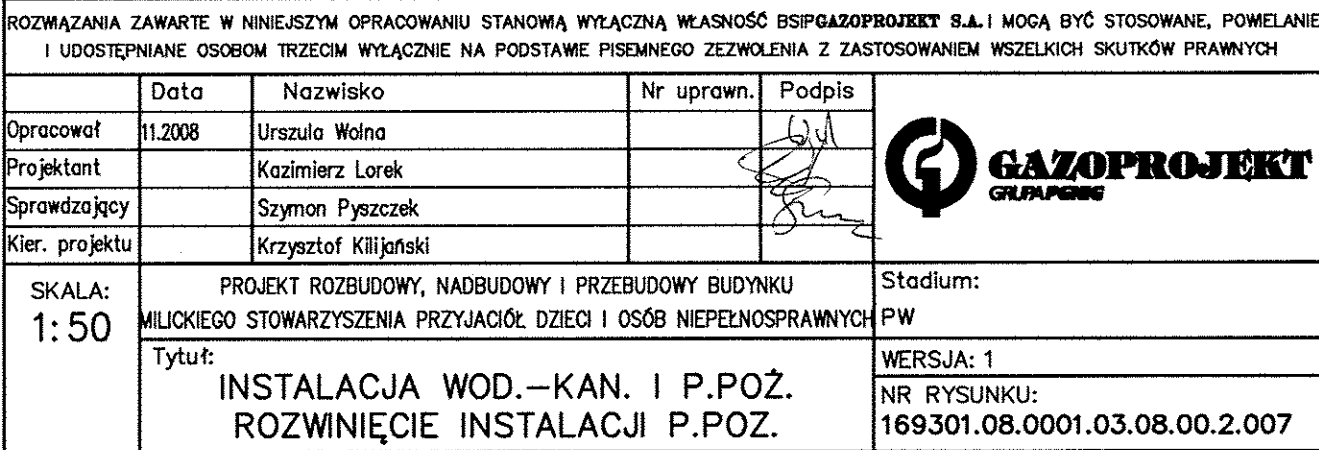 ROZWIĄZANIA ZAWARTE W NINIEJSZYM OPRACOWANIU STANOWIĄ WYŁĄCZNĄ WŁASNOŚĆ BSIPGAZOPROJEKT S.A. I MOGĄ BYĆ STOSOWANE, POWIELANIE
I UDOSTĘPNIANE OSOBOM TRZECIM WYŁĄCZNIE NA PODSTAWIE PISEMNEGO ZEZWOLENIA Z ZASTOSOWANIEM WSZELKICH SKUTKÓW PRAWNYCH
Data Nazwisko Nr uprawn. Podpis
Opracował 11.2008 Urszula Wolna
Projektant Kazimierz Lorek
Sprawdzający Szymon Pyszczek
Kier. projektu Krzysztof Kilijański
GAZOPROJEKT
GRUPA PGNIG
SKALA:
1:50
PROJEKT ROZBUDOWY, NADBUDOWY I PRZEBUDOWY BUDYNKU
MILICKIEGO STOWARZYSZENIA PRZYJACIÓŁ DZIECI I OSÓB NIEPEŁNOSPRAWNYCH
Stadium:
PW
Tytuł:
INSTALACJA WOD.-KAN. I P.POŻ.
ROZWINIĘCIE INSTALACJI P.POZ.
WERSJA: 1
NR RYSUNKU:
169301.08.0001.03.08.00.2.007